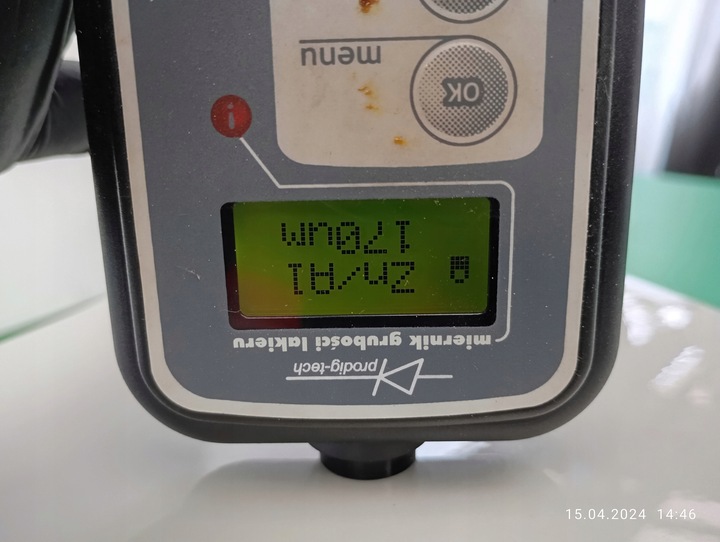 prodig-tech
miernik grubości lakieru
Zn/Al
170um
i
OK
menu
15.04.2024 14:46